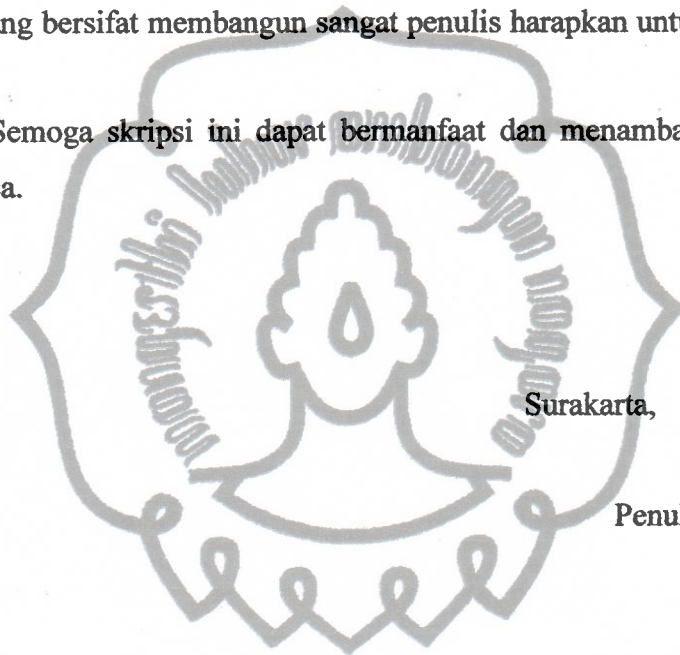 ng bersifat membangun sangat penulis harapkan untu
Semoga skripsi ini dapat bermanfaat dan menamba
a.
Surakarta,
Penul